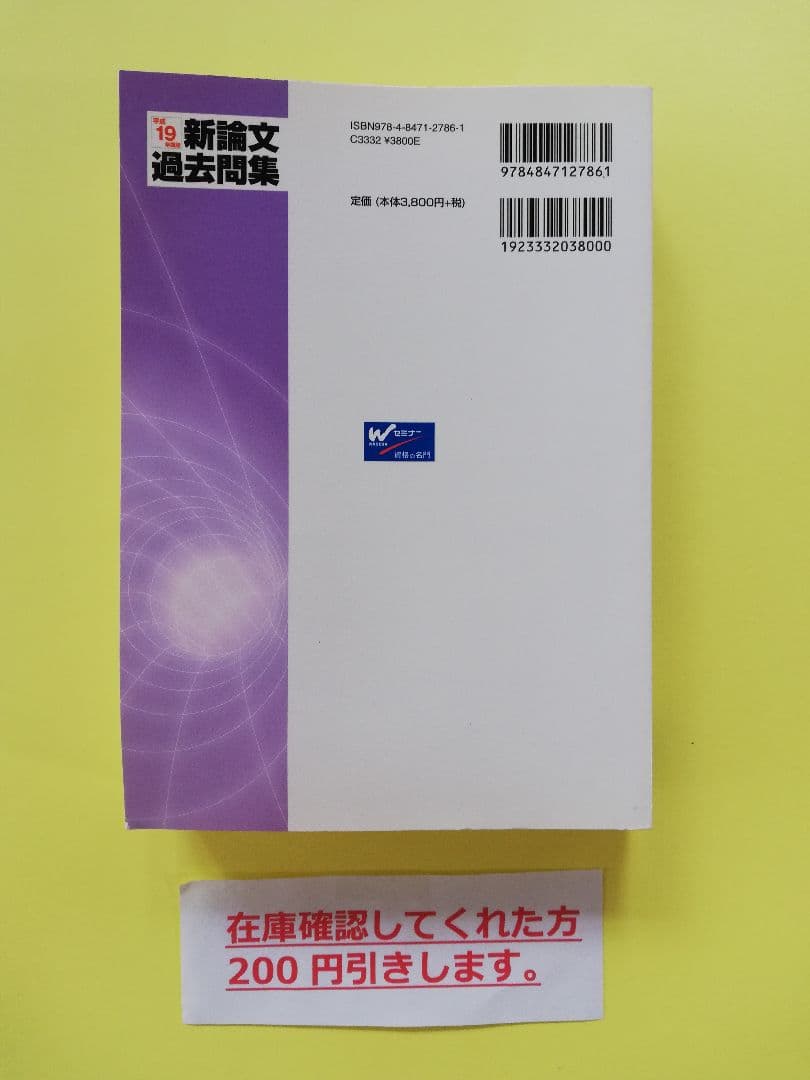 平成
19
年度版
新論文
過去問集
ISBN978-4-8471-2786-1
C3332 ¥3800E
定価 (本体3,800円+税)
9784847127861
1923332038000
W セミナー
WASEDA
資格の名門
在庫確認してくれた方
200 円引きします。